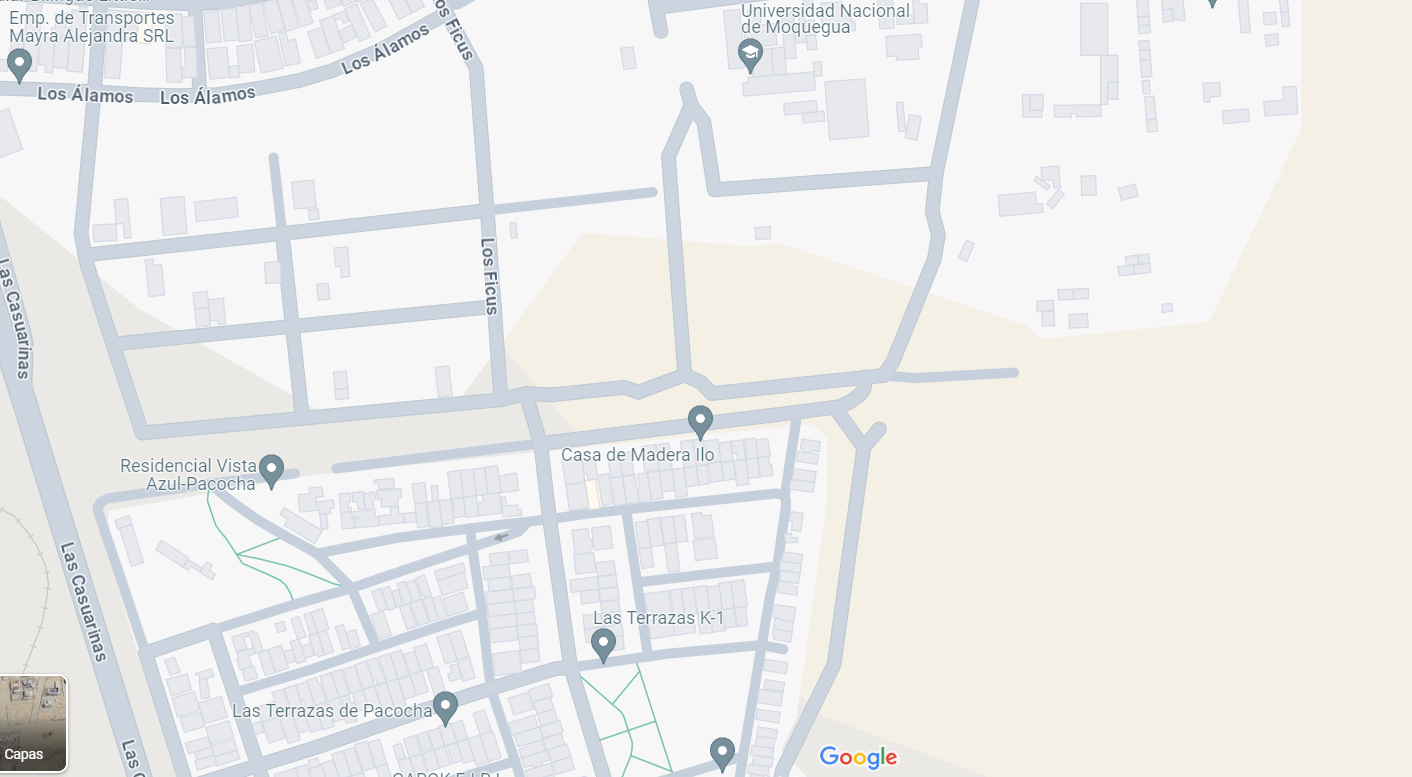 Emp. de Transportes
Mayra Alejandra SRL
Universidad Nacional
de Moquegua
Los Ficus
Los Álamos
Los Álamos
Los Álamos
Las Casuarinas
Los Ficus
Casa de Madera Ilo
Residencial Vista
Azul-Pacocha
Las Casuarinas
Las Terrazas K-1
Las Terrazas de Pacocha
Las
Capas
Google